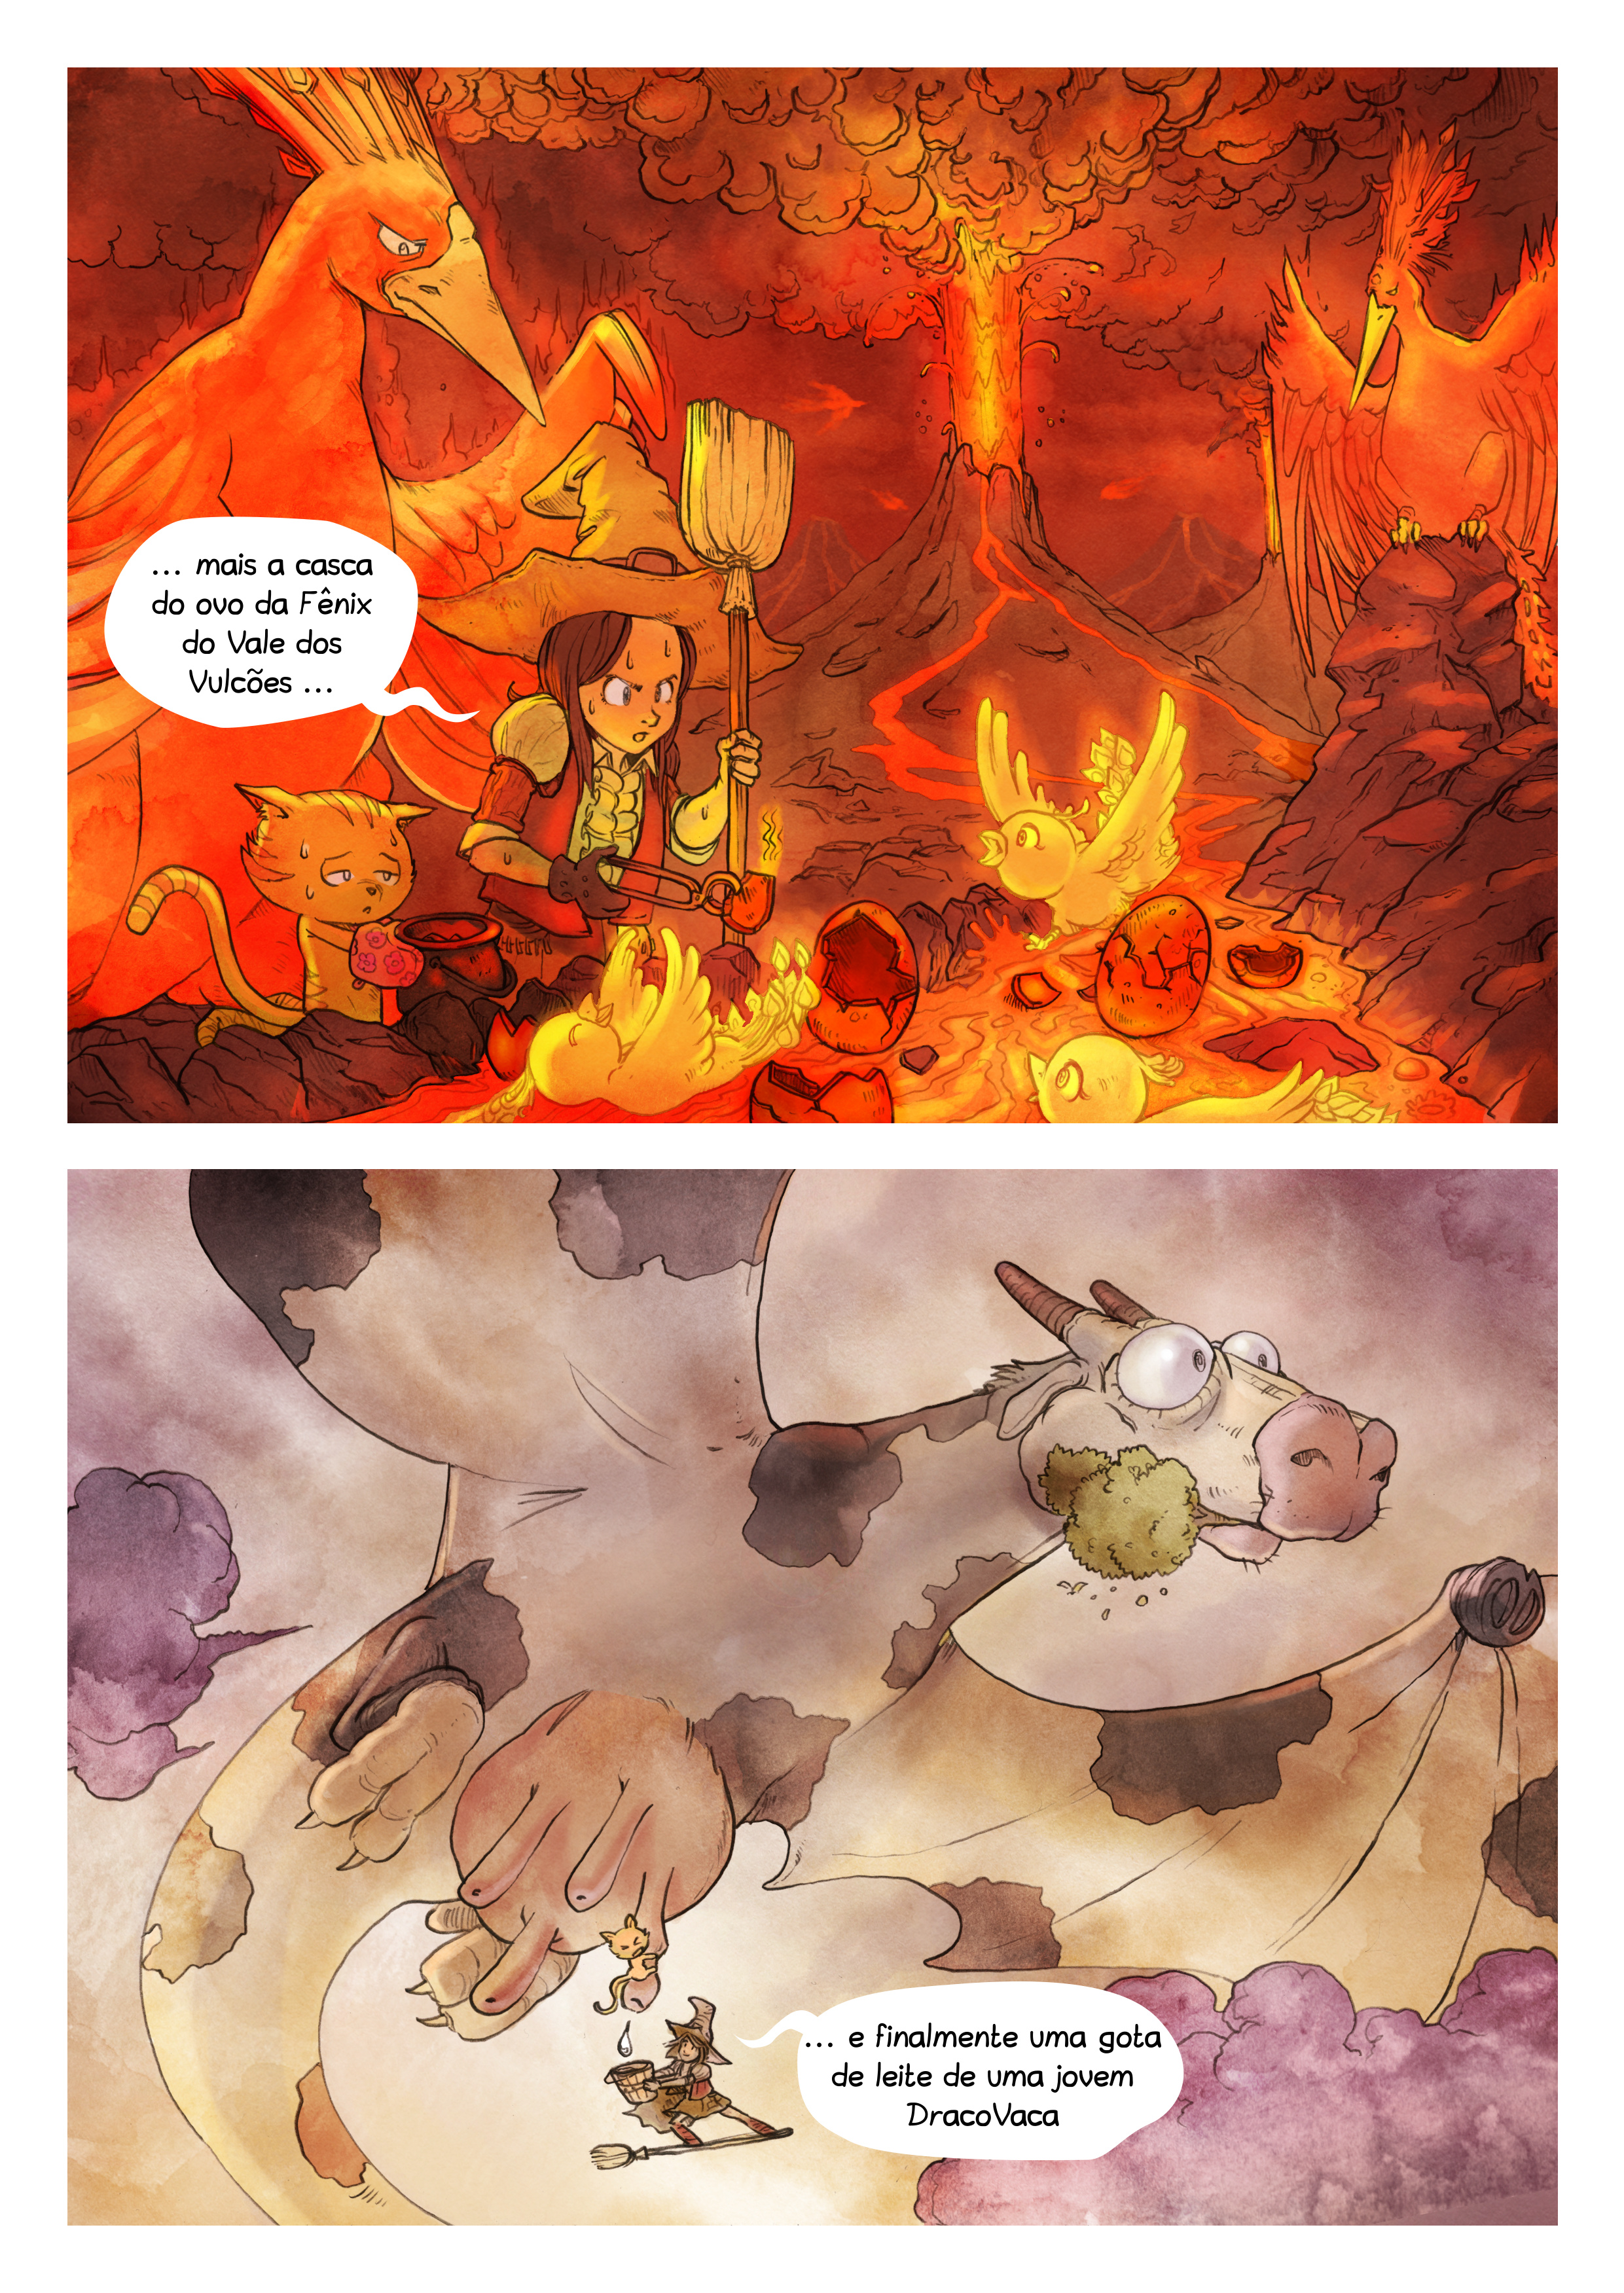 ... mais a casca
do ovo da Fênix
do Vale dos
Vulcões ...
... e finalmente uma gota
de leite de uma jovem
DracoVaca